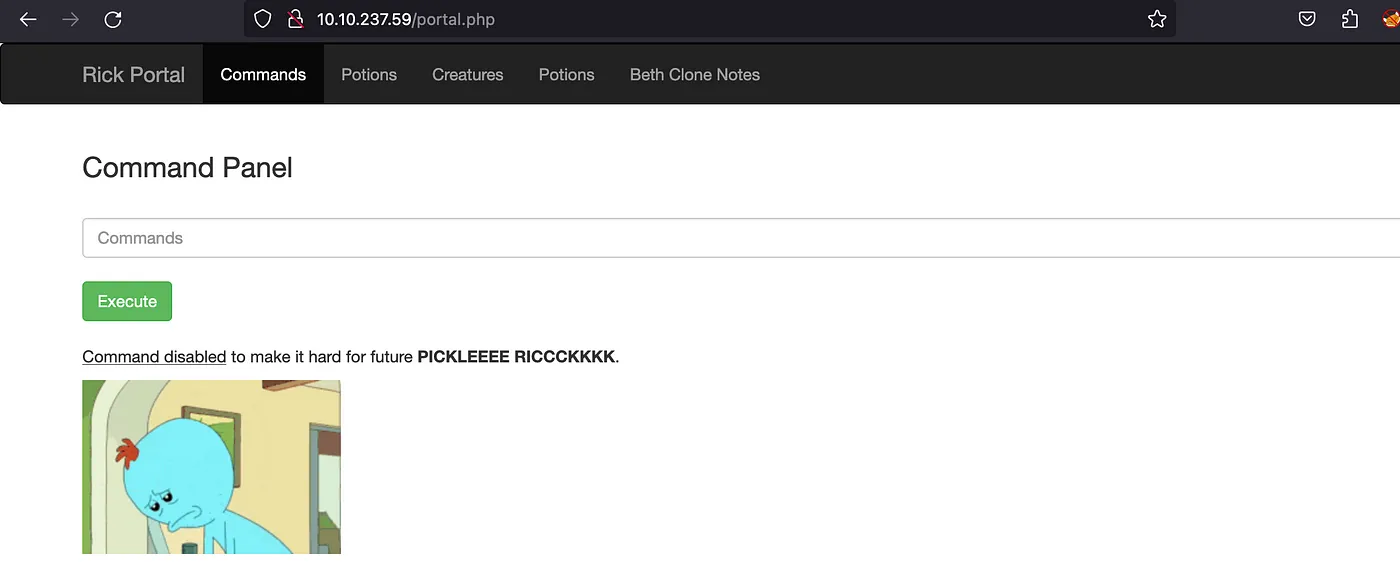 10.10.237.59/portal.php
Rick Portal Commands Potions Creatures Potions Beth Clone Notes
Command Panel
Commands
Execute
Command disabled to make it hard for future PICKLEEEE RICCCKKKK.